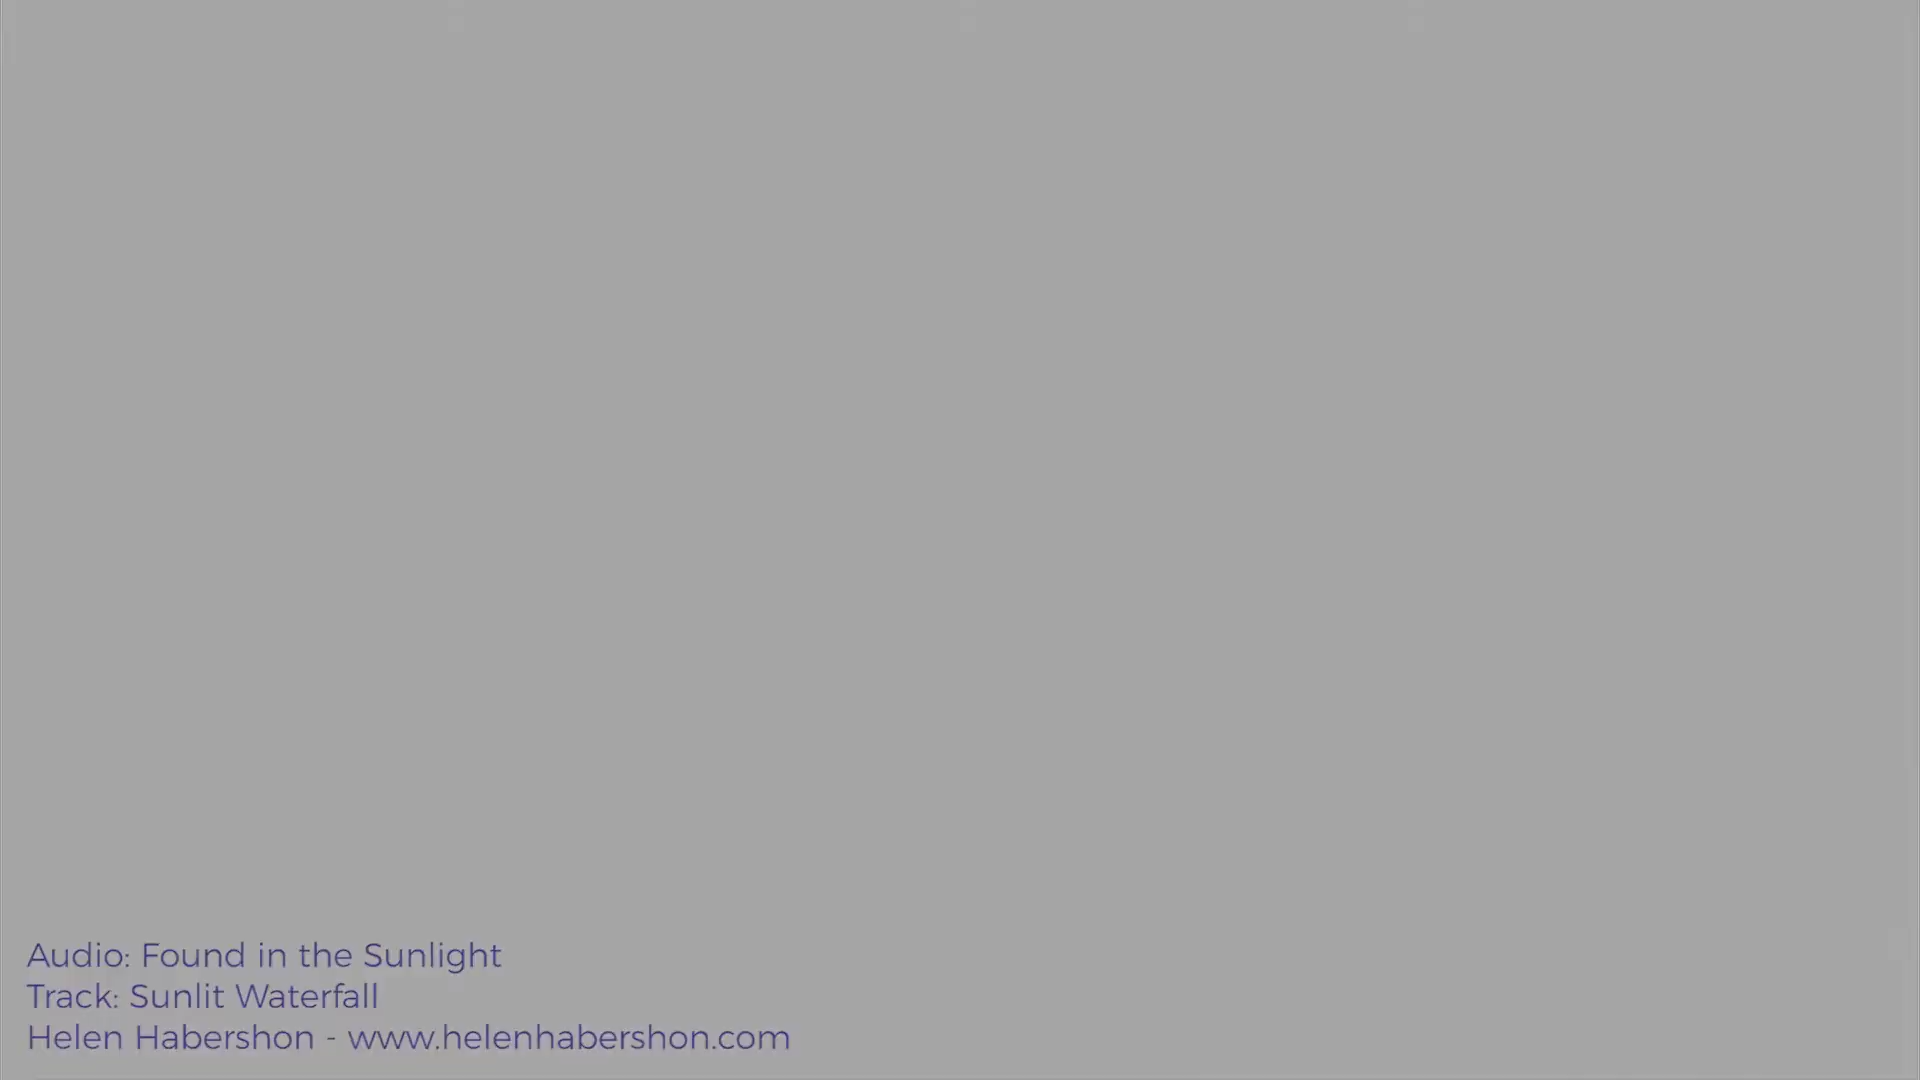 Audio: Found in the Sunlight
Track: Sunlit Waterfall
Helen Habershon - www.helenhabershon.com